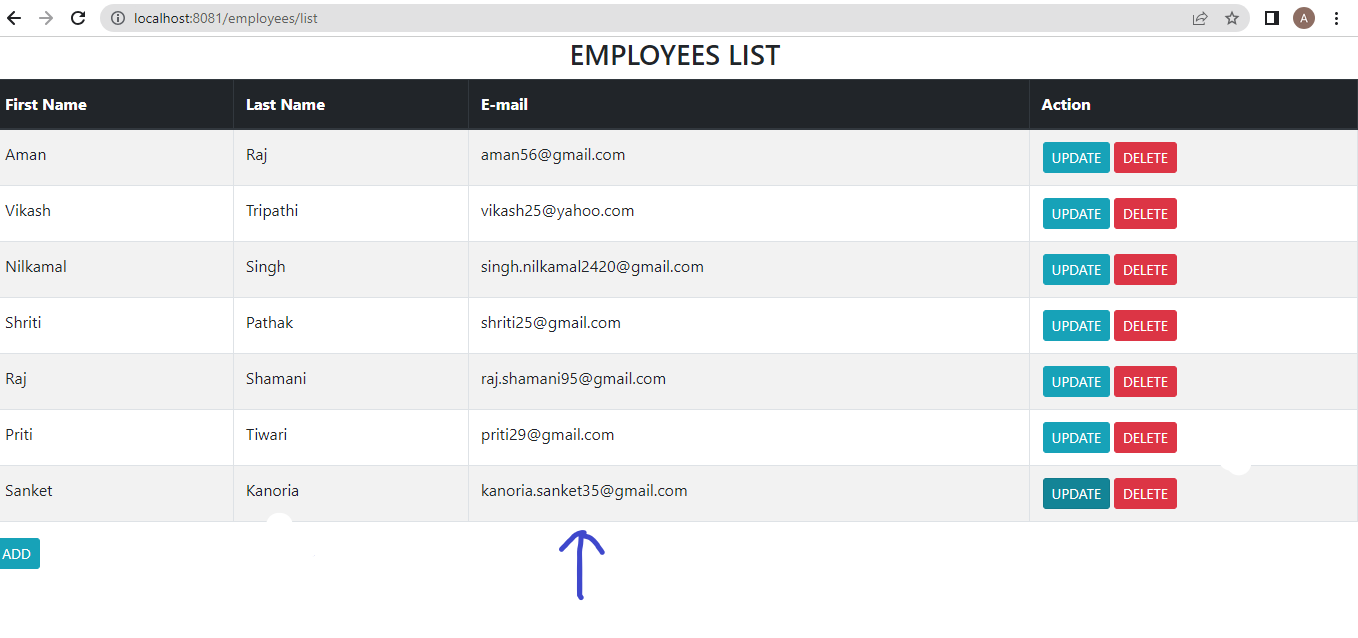 localhost:8081/employees/list A
EMPLOYEES LIST
First Name Last Name E-mail Action
Aman Raj aman56@gmail.com UPDATE DELETE
Vikash Tripathi vikash25@yahoo.com UPDATE DELETE
Nilkamal Singh singh.nilkamal2420@gmail.com UPDATE DELETE
Shriti Pathak shriti25@gmail.com UPDATE DELETE
Raj Shamani raj.shamani95@gmail.com UPDATE DELETE
Priti Tiwari priti29@gmail.com UPDATE DELETE
Sanket Kanoria kanoria.sanket35@gmail.com UPDATE DELETE
ADD